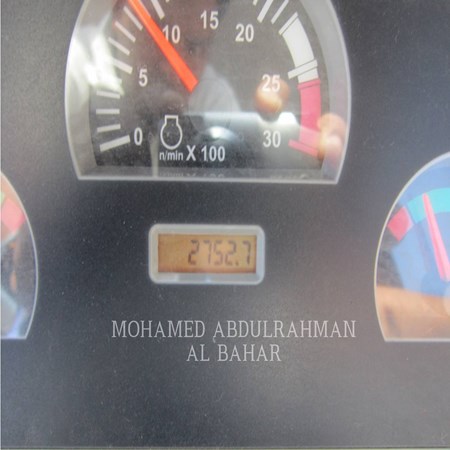 10 15 20
5 25
0 n/min X 100 30
2752.7
MOHAMED ABDULRAHMAN
AL BAHAR